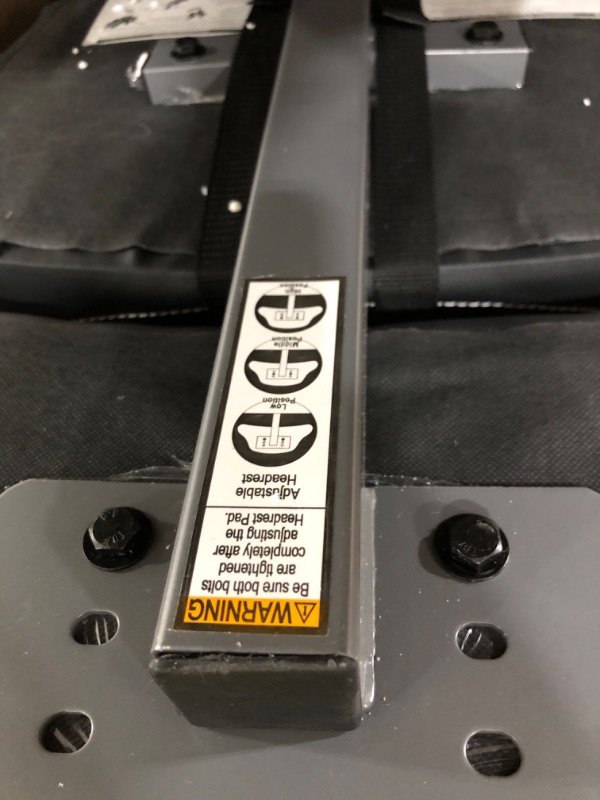 WARNING
Be sure both bolts
are tightened
completely after
adjusting the
Headrest Pad.
Adjustable
Headrest
Low
Position
Middle
Position
High
Position